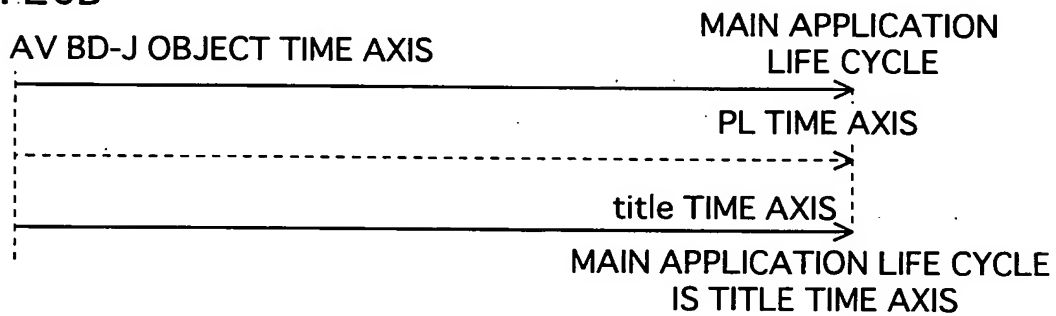 AV BD-J OBJECT TIME AXIS
MAIN APPLICATION
LIFE CYCLE
PL TIME AXIS
title TIME AXIS
MAIN APPLICATION LIFE CYCLE
IS TITLE TIME AXIS